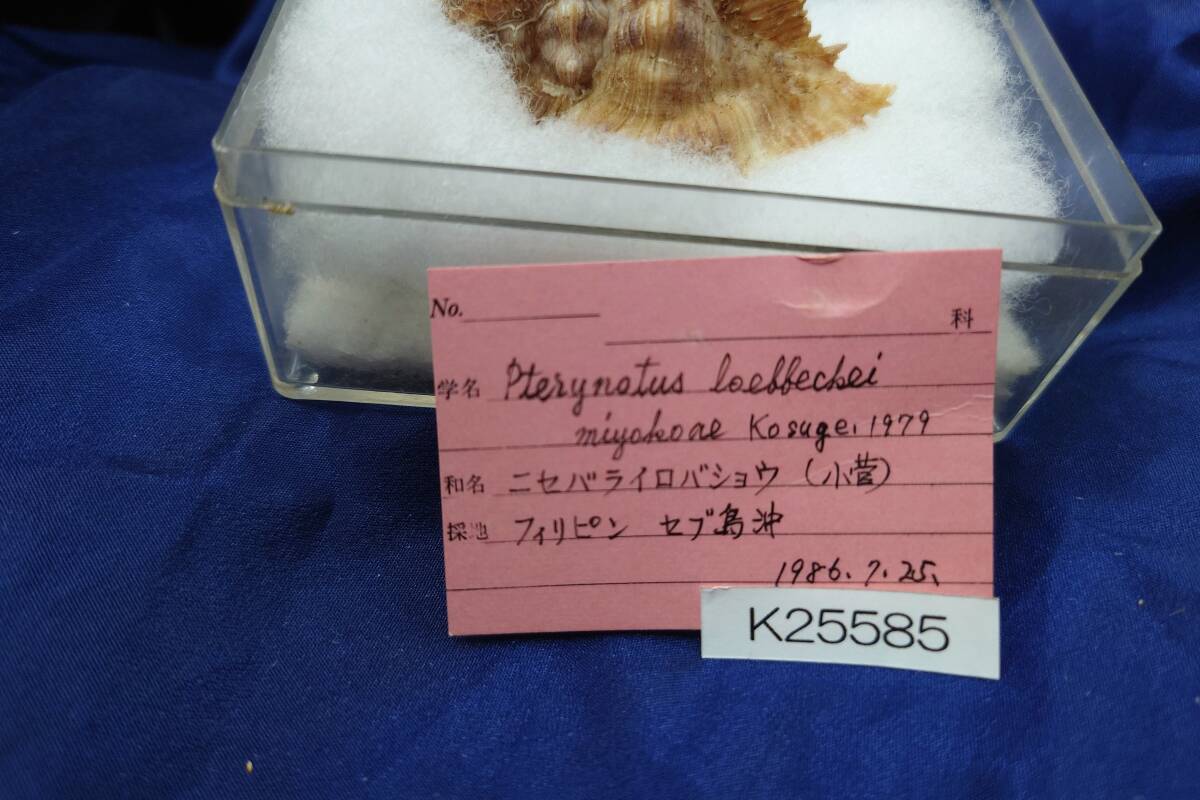 No.
科
学名 Pterynotus loebbeckei
miyokoae Kosuge, 1979
和名 ニセバライロバショウ (小菅)
採地 フィリピン セブ島沖
1986.7.25.
K25585